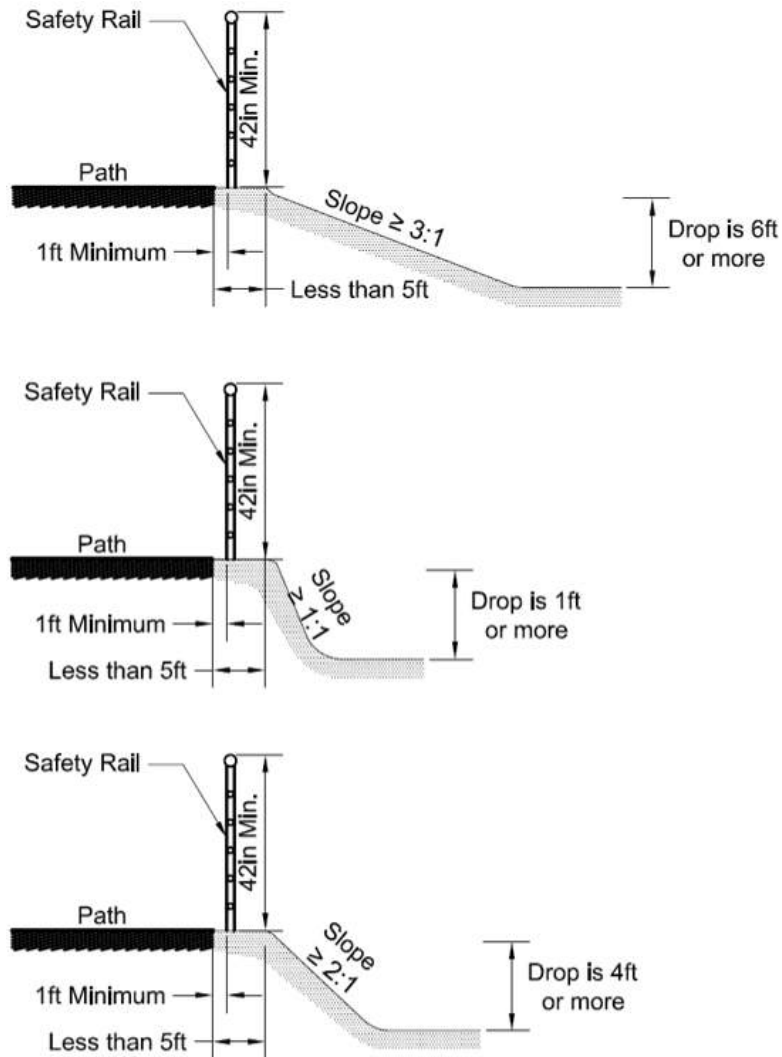 Safety Rail
42in Min.
Path
Slope ≥ 3:1
Drop is 6ft
or more
1ft Minimum
Less than 5ft
Safety Rail
42in Min.
Path
Slope
≥ 1:1
Drop is 1ft
or more
1ft Minimum
Less than 5ft
Safety Rail
42in Min.
Path
Slope
≥ 2:1
Drop is 4ft
or more
1ft Minimum
Less than 5ft